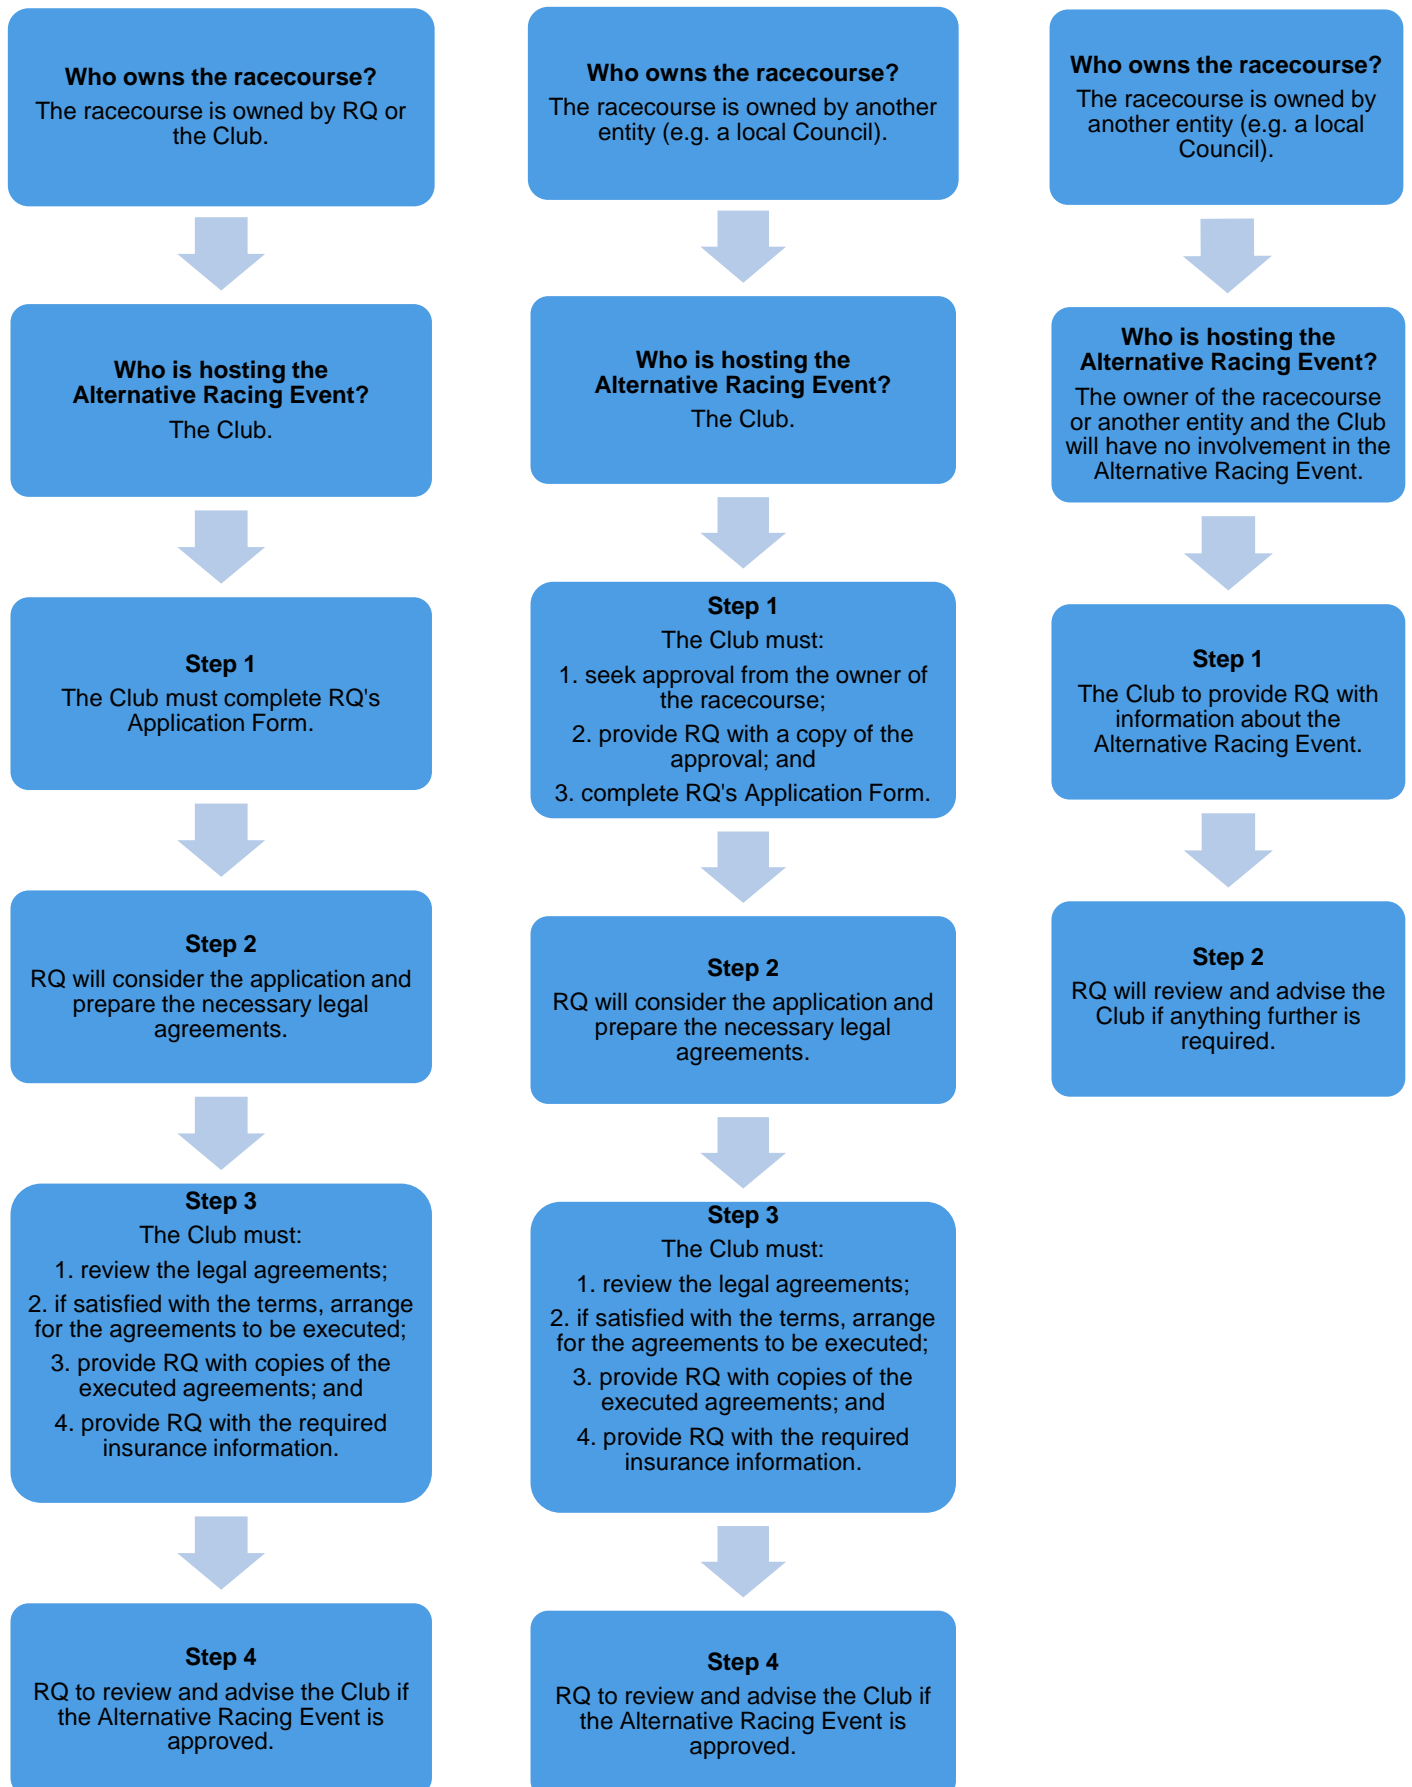 Who owns the racecourse?
The racecourse is owned by RQ or
the Club.
Who is hosting the
Alternative Racing Event?
The Club.
Step 1
The Club must complete RQ's
Application Form.
Step 2
RQ will consider the application and
prepare the necessary legal
agreements.
Step 3
The Club must:
1. review the legal agreements;
2. if satisfied with the terms, arrange
for the agreements to be executed;
3. provide RQ with copies of the
executed agreements; and
4. provide RQ with the required
insurance information.
Step 4
RQ to review and advise the Club if
the Alternative Racing Event is
approved.
Who owns the racecourse?
The racecourse is owned by another
entity (e.g. a local Council).
Who is hosting the
Alternative Racing Event?
The Club.
Step 1
The Club must:
1. seek approval from the owner of
the racecourse;
2. provide RQ with a copy of the
approval; and
3. complete RQ's Application Form.
Step 2
RQ will consider the application and
prepare the necessary legal
agreements.
Step 3
The Club must:
1. review the legal agreements;
2. if satisfied with the terms, arrange
for the agreements to be executed;
3. provide RQ with copies of the
executed agreements; and
4. provide RQ with the required
insurance information.
Step 4
RQ to review and advise the Club if
the Alternative Racing Event is
approved.
Who owns the racecourse?
The racecourse is owned by
another entity (e.g. a local
Council).
Who is hosting the
Alternative Racing Event?
The owner of the racecourse
or another entity and the Club
will have no involvement in the
Alternative Racing Event.
Step 1
The Club to provide RQ with
information about the
Alternative Racing Event.
Step 2
RQ will review and advise the
Club if anything further is
required.